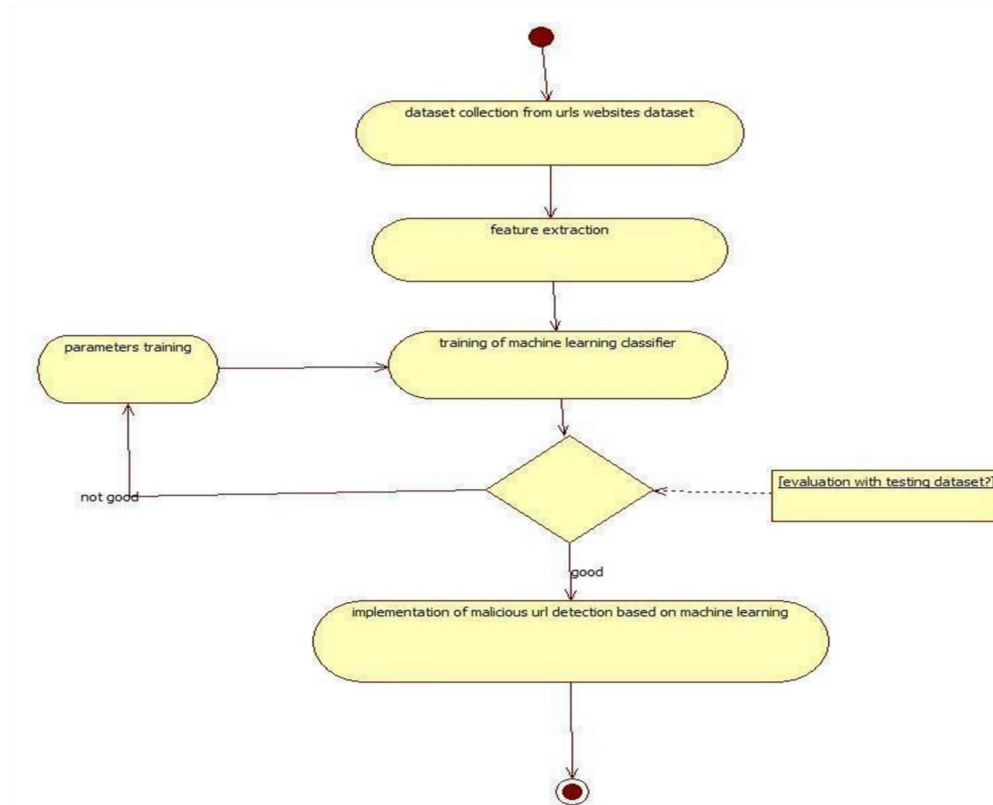 dataset collection from urls websites dataset
feature extraction
training of machine learning classifier
parameters training
not good
[evaluation with testing dataset?]
good
implementation of malicious url detection based on machine learning